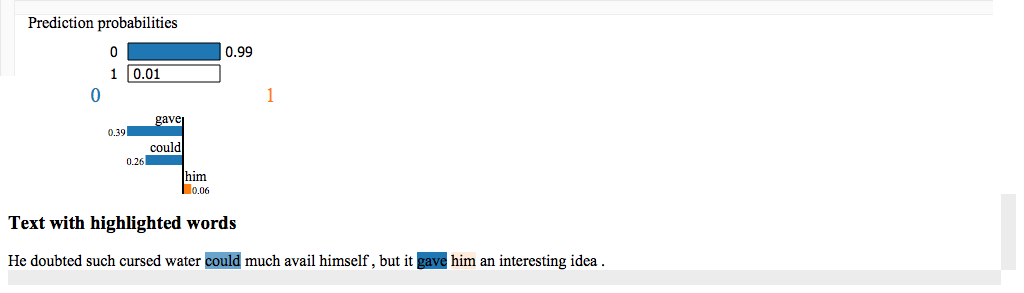 Prediction probabilities
0 0.99
1 0.01
0 1
gave
0.39
could
0.26
him
0.06
Text with highlighted words
He doubted such cursed water could much avail himself , but it gave him an interesting idea .